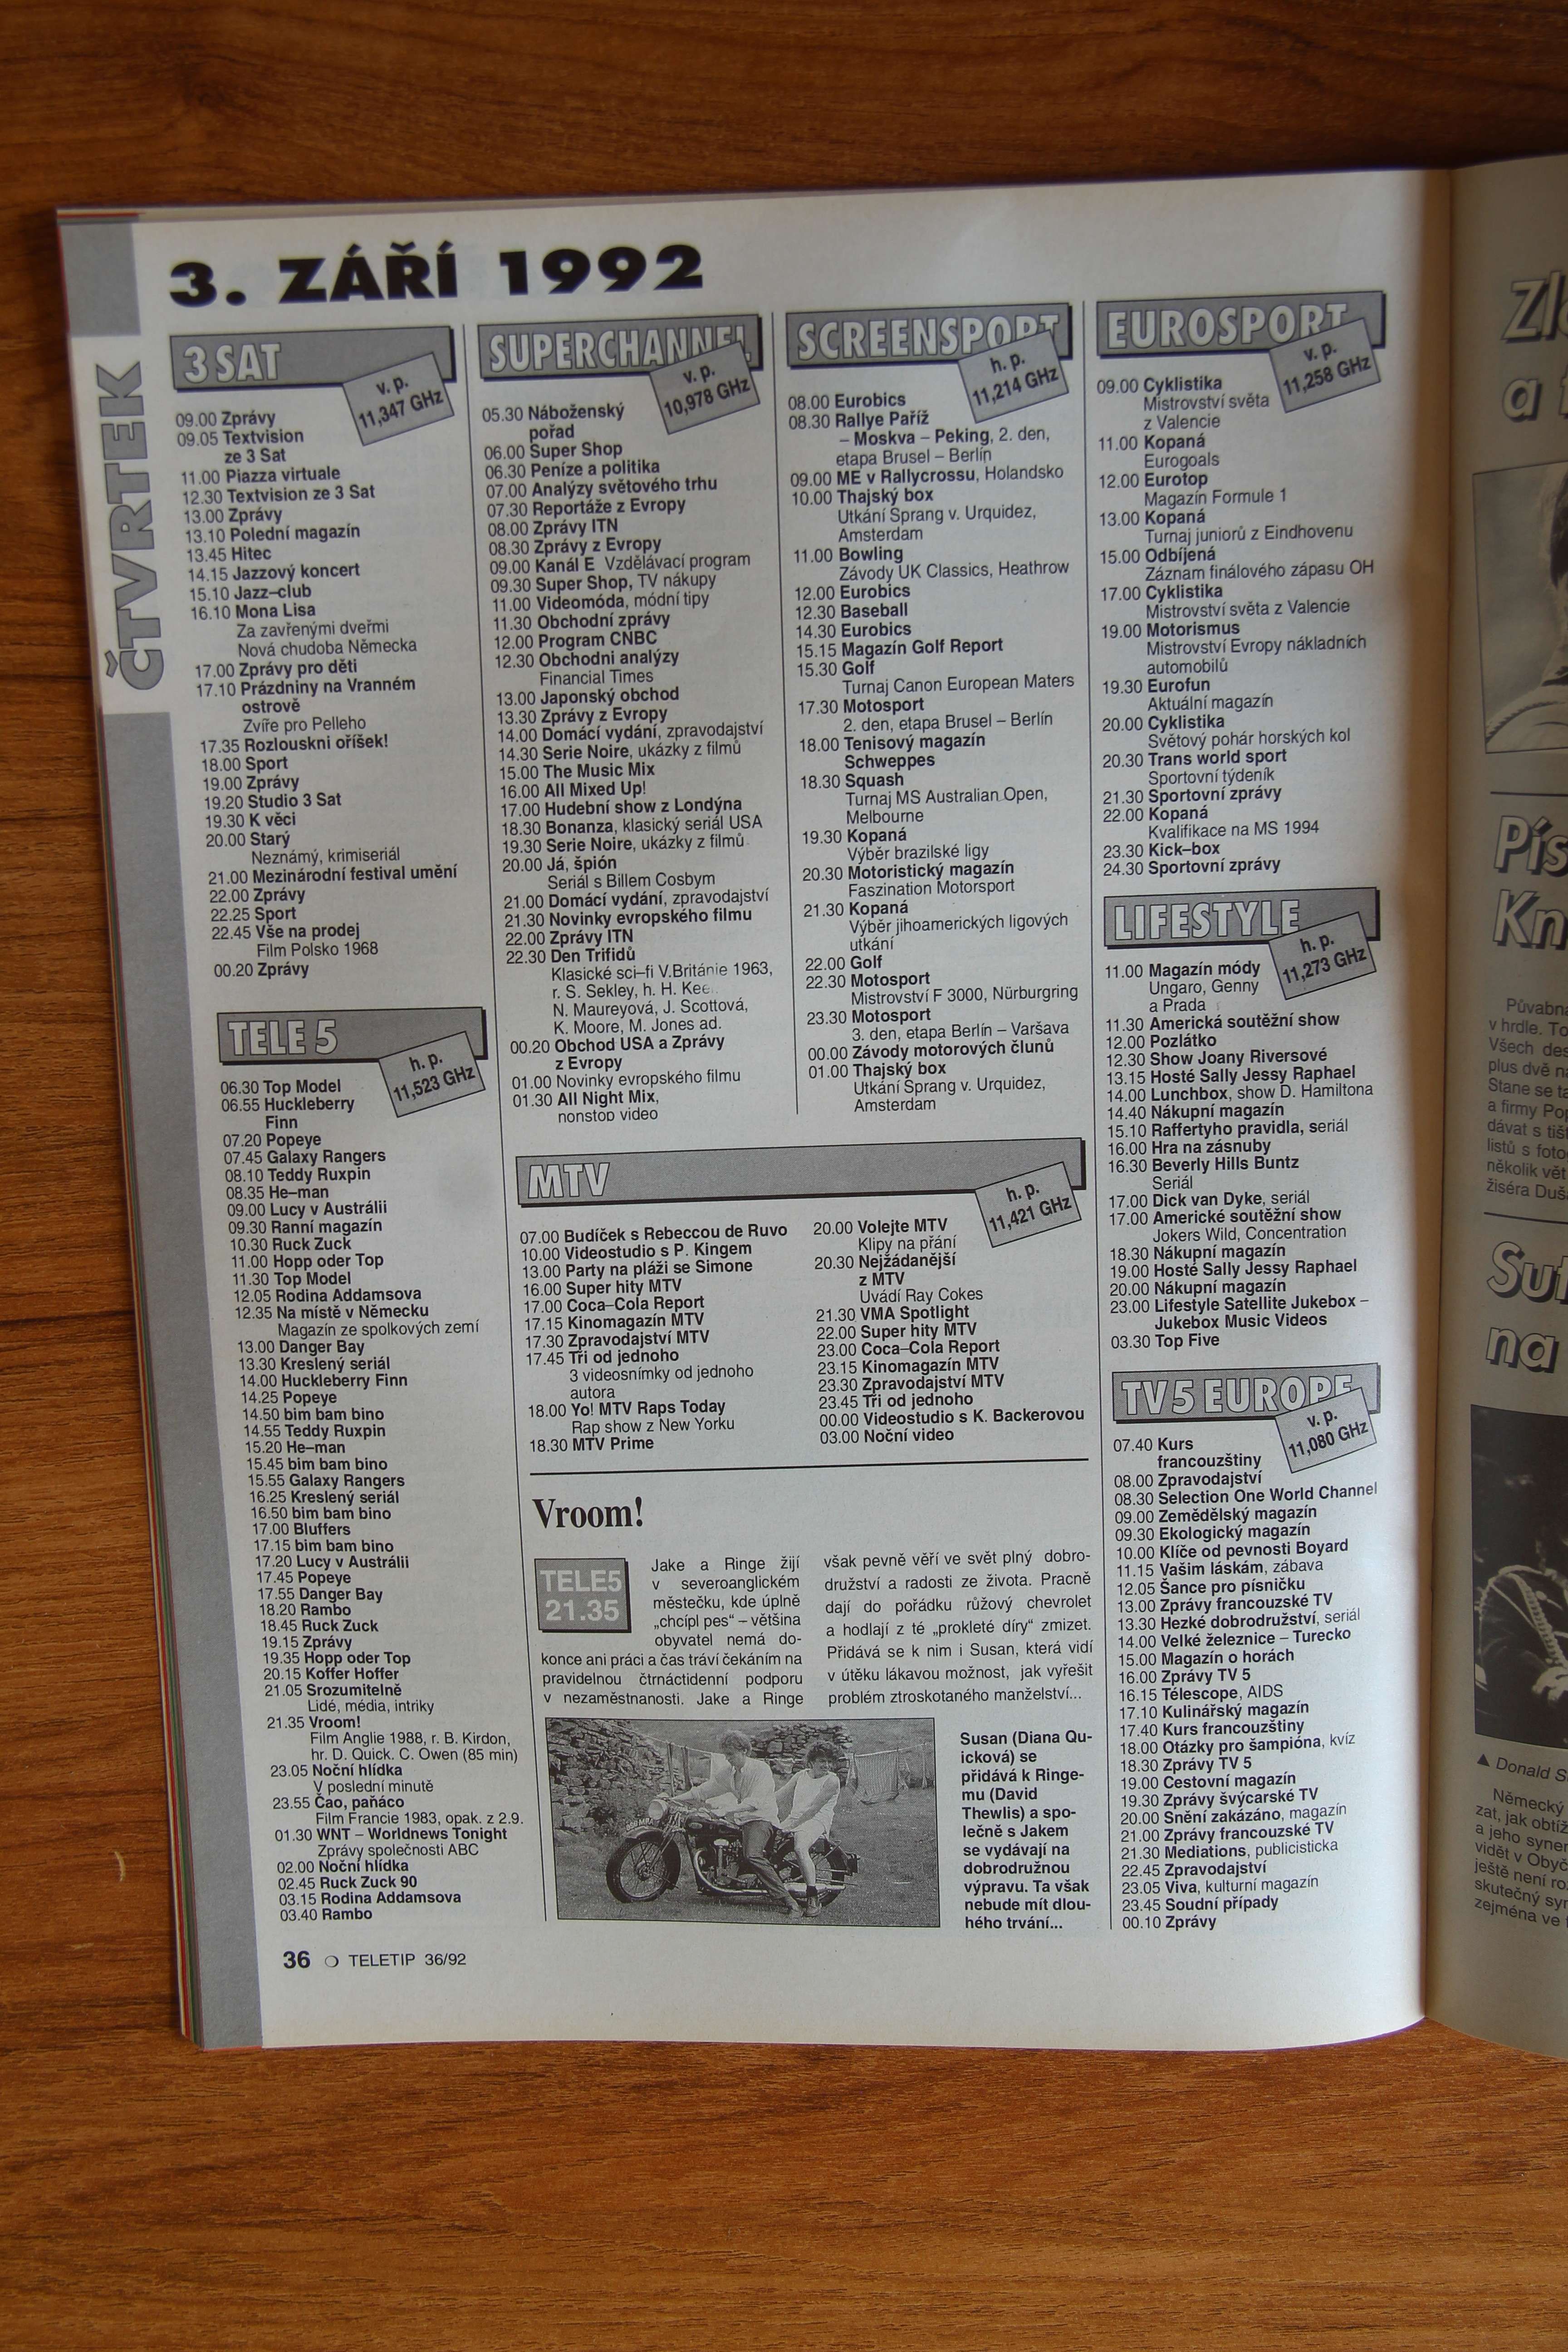 ČTVRTEK
3. ZÁŘÍ 1992
3 SAT
v. p.
11,347 GHz
09.00 Zprávy
09.05 Textvision
ze 3 Sat
11.00 Piazza virtuale
12.30 Textvision ze 3 Sat
13.00 Zprávy
13.10 Polední magazín
13.45 Hitec
14.15 Jazzový koncert
15.10 Jazz–club
16.10 Mona Lisa
Za zavřenými dveřmi
Nová chudoba Německa
17.00 Zprávy pro děti
17.10 Prázdniny na Vranném
ostrově
Zvíře pro Pelleho
17.35 Rozlouskni oříšek!
18.00 Sport
19.00 Zprávy
19.20 Studio 3 Sat
19.30 K věci
20.00 Starý
Neznámý, krimiseriál
21.00 Mezinárodní festival umění
22.00 Zprávy
22.25 Sport
22.45 Vše na prodej
Film Polsko 1968
00.20 Zprávy
TELE 5
h. p.
11,523 GHz
06.30 Top Model
06.55 Huckleberry
Finn
07.20 Popeye
07.45 Galaxy Rangers
08.10 Teddy Ruxpin
08.35 He–man
09.00 Lucy v Austrálii
09.30 Ranní magazín
10.30 Ruck Zuck
11.00 Hopp oder Top
11.30 Top Model
12.05 Rodina Addamsova
12.35 Na místě v Německu
Magazín ze spolkových zemí
13.00 Danger Bay
13.30 Kreslený seriál
14.00 Huckleberry Finn
14.25 Popeye
14.50 bim bam bino
14.55 Teddy Ruxpin
15.20 He–man
15.45 bim bam bino
15.55 Galaxy Rangers
16.25 Kreslený seriál
16.50 bim bam bino
17.00 Bluffers
17.15 bim bam bino
17.20 Lucy v Austrálii
17.45 Popeye
17.55 Danger Bay
18.20 Rambo
18.45 Ruck Zuck
19.15 Zprávy
19.35 Hopp oder Top
20.15 Koffer Hoffer
21.05 Srozumitelně
Lidé, média, intriky
21.35 Vroom!
Film Anglie 1988, r. B. Kirdon,
hr. D. Quick. C. Owen (85 min)
23.05 Noční hlídka
V poslední minutě
23.55 Čao, paňáco
Film Francie 1983, opak. z 2.9.
01.30 WNT – Worldnews Tonight
Zprávy společnosti ABC
02.00 Noční hlídka
02.45 Ruck Zuck 90
03.15 Rodina Addamsova
03.40 Rambo
SUPERCHANNEL
v. p.
10,978 GHz
05.30 Náboženský
pořad
06.00 Super Shop
06.30 Peníze a politika
07.00 Analýzy světového trhu
07.30 Reportáže z Evropy
08.00 Zprávy ITN
08.30 Zprávy z Evropy
09.00 Kanál E Vzdělávací program
09.30 Super Shop, TV nákupy
11.00 Videomóda, módní tipy
11.30 Obchodní zprávy
12.00 Program CNBC
12.30 Obchodni analýzy
Financial Times
13.00 Japonský obchod
13.30 Zprávy z Evropy
14.00 Domácí vydání, zpravodajství
14.30 Serie Noire, ukázky z filmů
15.00 The Music Mix
16.00 All Mixed Up!
17.00 Hudební show z Londýna
18.30 Bonanza, klasický seriál USA
19.30 Serie Noire, ukázky z filmů
20.00 Já, špión
Seriál s Billem Cosbym
21.00 Domácí vydání, zpravodajství
21.30 Novinky evropského filmu
22.00 Zprávy ITN
22.30 Den Trifidů
Klasické sci–fi V.Británie 1963,
r. S. Sekley, h. H. Kee
N. Maureyová, J. Scottová,
K. Moore, M. Jones ad.
00.20 Obchod USA a Zprávy
z Evropy
01.00 Novinky evropského filmu
01.30 All Night Mix,
nonstop video
SCREENSPORT
h. p.
11,214 GHz
08.00 Eurobics
08.30 Rallye Paříž
– Moskva – Peking, 2. den,
etapa Brusel – Berlín
09.00 ME v Rallycrossu, Holandsko
10.00 Thajský box
Utkání Sprang v. Urquidez,
Amsterdam
11.00 Bowling
Závody UK Classics, Heathrow
12.00 Eurobics
12.30 Baseball
14.30 Eurobics
15.15 Magazín Golf Report
15.30 Golf
Turnaj Canon European Maters
17.30 Motosport
2. den, etapa Brusel – Berlín
18.00 Tenisový magazín
Schweppes
18.30 Squash
Turnaj MS Australian Open,
Melbourne
19.30 Kopaná
Výběr brazilské ligy
20.30 Motoristický magazín
Faszination Motorsport
21.30 Kopaná
Výběr jihoamerických ligových
utkání
22.00 Golf
22.30 Motosport
Mistrovství F 3000, Nürburgring
23.30 Motosport
3. den, etapa Berlín – Varšava
00.00 Závody motorových člunů
01.00 Thajský box
Utkání Sprang v. Urquidez,
Amsterdam
MTV
h. p.
11,421 GHz
07.00 Budíček s Rebeccou de Ruvo
10.00 Videostudio s P. Kingem
13.00 Party na pláži se Simone
16.00 Super hity MTV
17.00 Coca–Cola Report
17.15 Kinomagazín MTV
17.30 Zpravodajství MTV
17.45 Tři od jednoho
3 videosnímky od jednoho
autora
18.00 Yo! MTV Raps Today
Rap show z New Yorku
18.30 MTV Prime
20.00 Volejte MTV
Klipy na přání
20.30 Nejžádanější
z MTV
Uvádí Ray Cokes
21.30 VMA Spotlight
22.00 Super hity MTV
23.00 Coca–Cola Report
23.15 Kinomagazín MTV
23.30 Zpravodajství MTV
23.45 Tři od jednoho
00.00 Videostudio s K. Backerovou
03.00 Noční video
Vroom!
TELE5
21.35
Jake a Ringe žijí
v severoanglickém
městečku, kde úplně
„chcípl pes“ – většina
obyvatel nemá do-
konce ani práci a čas tráví čekáním na
pravidelnou čtrnáctidenní podporu
v nezaměstnanosti. Jake a Ringe
však pevně věří ve svět plný dobro-
družství a radosti ze života. Pracně
dají do pořádku růžový chevrolet
a hodlají z té „prokleté díry“ zmizet.
Přidává se k nim i Susan, která vidí
v útěku lákavou možnost, jak vyřešit
problém ztroskotaného manželství...
Susan (Diana Qu-
icková) se
přidává k Ringe-
mu (David
Thewlis) a spo-
lečně s Jakem
se vydávají na
dobrodružnou
výpravu. Ta však
nebude mít dlou-
hého trvání...
EUROSPORT
v. p.
11,258 GHz
09.00 Cyklistika
Mistrovství světa
z Valencie
11.00 Kopaná
Eurogoals
12.00 Eurotop
Magazín Formule 1
13.00 Kopaná
Turnaj juniorů z Eindhovenu
15.00 Odbíjená
Záznam finálového zápasu OH
17.00 Cyklistika
Mistrovství světa z Valencie
19.00 Motorismus
Mistrovství Evropy nákladních
automobilů
19.30 Eurofun
Aktuální magazín
20.00 Cyklistika
Světový pohár horských kol
20.30 Trans world sport
Sportovní týdeník
21.30 Sportovní zprávy
22.00 Kopaná
Kvalifikace na MS 1994
23.30 Kick–box
24.30 Sportovní zprávy
LIFESTYLE
h. p.
11,273 GHz
11.00 Magazín módy
Ungaro, Genny
a Prada
11.30 Americká soutěžní show
12.00 Pozlátko
12.30 Show Joany Riversové
13.15 Hosté Sally Jessy Raphael
14.00 Lunchbox, show D. Hamiltona
14.40 Nákupní magazín
15.10 Raffertyho pravidla, seriál
16.00 Hra na zásnuby
16.30 Beverly Hills Buntz
Seriál
17.00 Dick van Dyke, seriál
17.00 Americké soutěžní show
Jokers Wild, Concentration
18.30 Nákupní magazín
19.00 Hosté Sally Jessy Raphael
20.00 Nákupní magazín
23.00 Lifestyle Satellite Jukebox –
Jukebox Music Videos
03.30 Top Five
TV5 EUROPE
v. p.
11,080 GHz
07.40 Kurs
francouzštiny
08.00 Zpravodajství
08.30 Selection One World Channel
09.00 Zemědělský magazín
09.30 Ekologický magazín
10.00 Klíče od pevnosti Boyard
11.15 Vašim láskám, zábava
12.05 Šance pro písničku
13.00 Zprávy francouzské TV
13.30 Hezké dobrodružství, seriál
14.00 Velké železnice – Turecko
15.00 Magazín o horách
16.00 Zprávy TV 5
16.15 Télescope, AIDS
17.10 Kulinářský magazín
17.40 Kurs francouzštiny
18.00 Otázky pro šampióna, kvíz
18.30 Zprávy TV 5
19.00 Cestovní magazín
19.30 Zprávy švýcarské TV
20.00 Snění zakázáno, magazín
21.00 Zprávy francouzské TV
21.30 Mediations, publicisticka
22.45 Zpravodajství
23.05 Viva, kulturní magazín
23.45 Soudní případy
00.10 Zprávy
36 ❍ TELETIP 36/92
Zl
a
Pís
Kn
Půvabna
v hrdle. To
Všech des
plus dvě na
Stane se ta
a firmy Pop
dávat s tišt
listů s foto
několik vět
žiséra Duš
Sut
na
▲ Donald S
Německý
zat, jak obtíž
a jeho synem
vidět v Obyč
ještě není ro
skutečný syn
zejména ve f